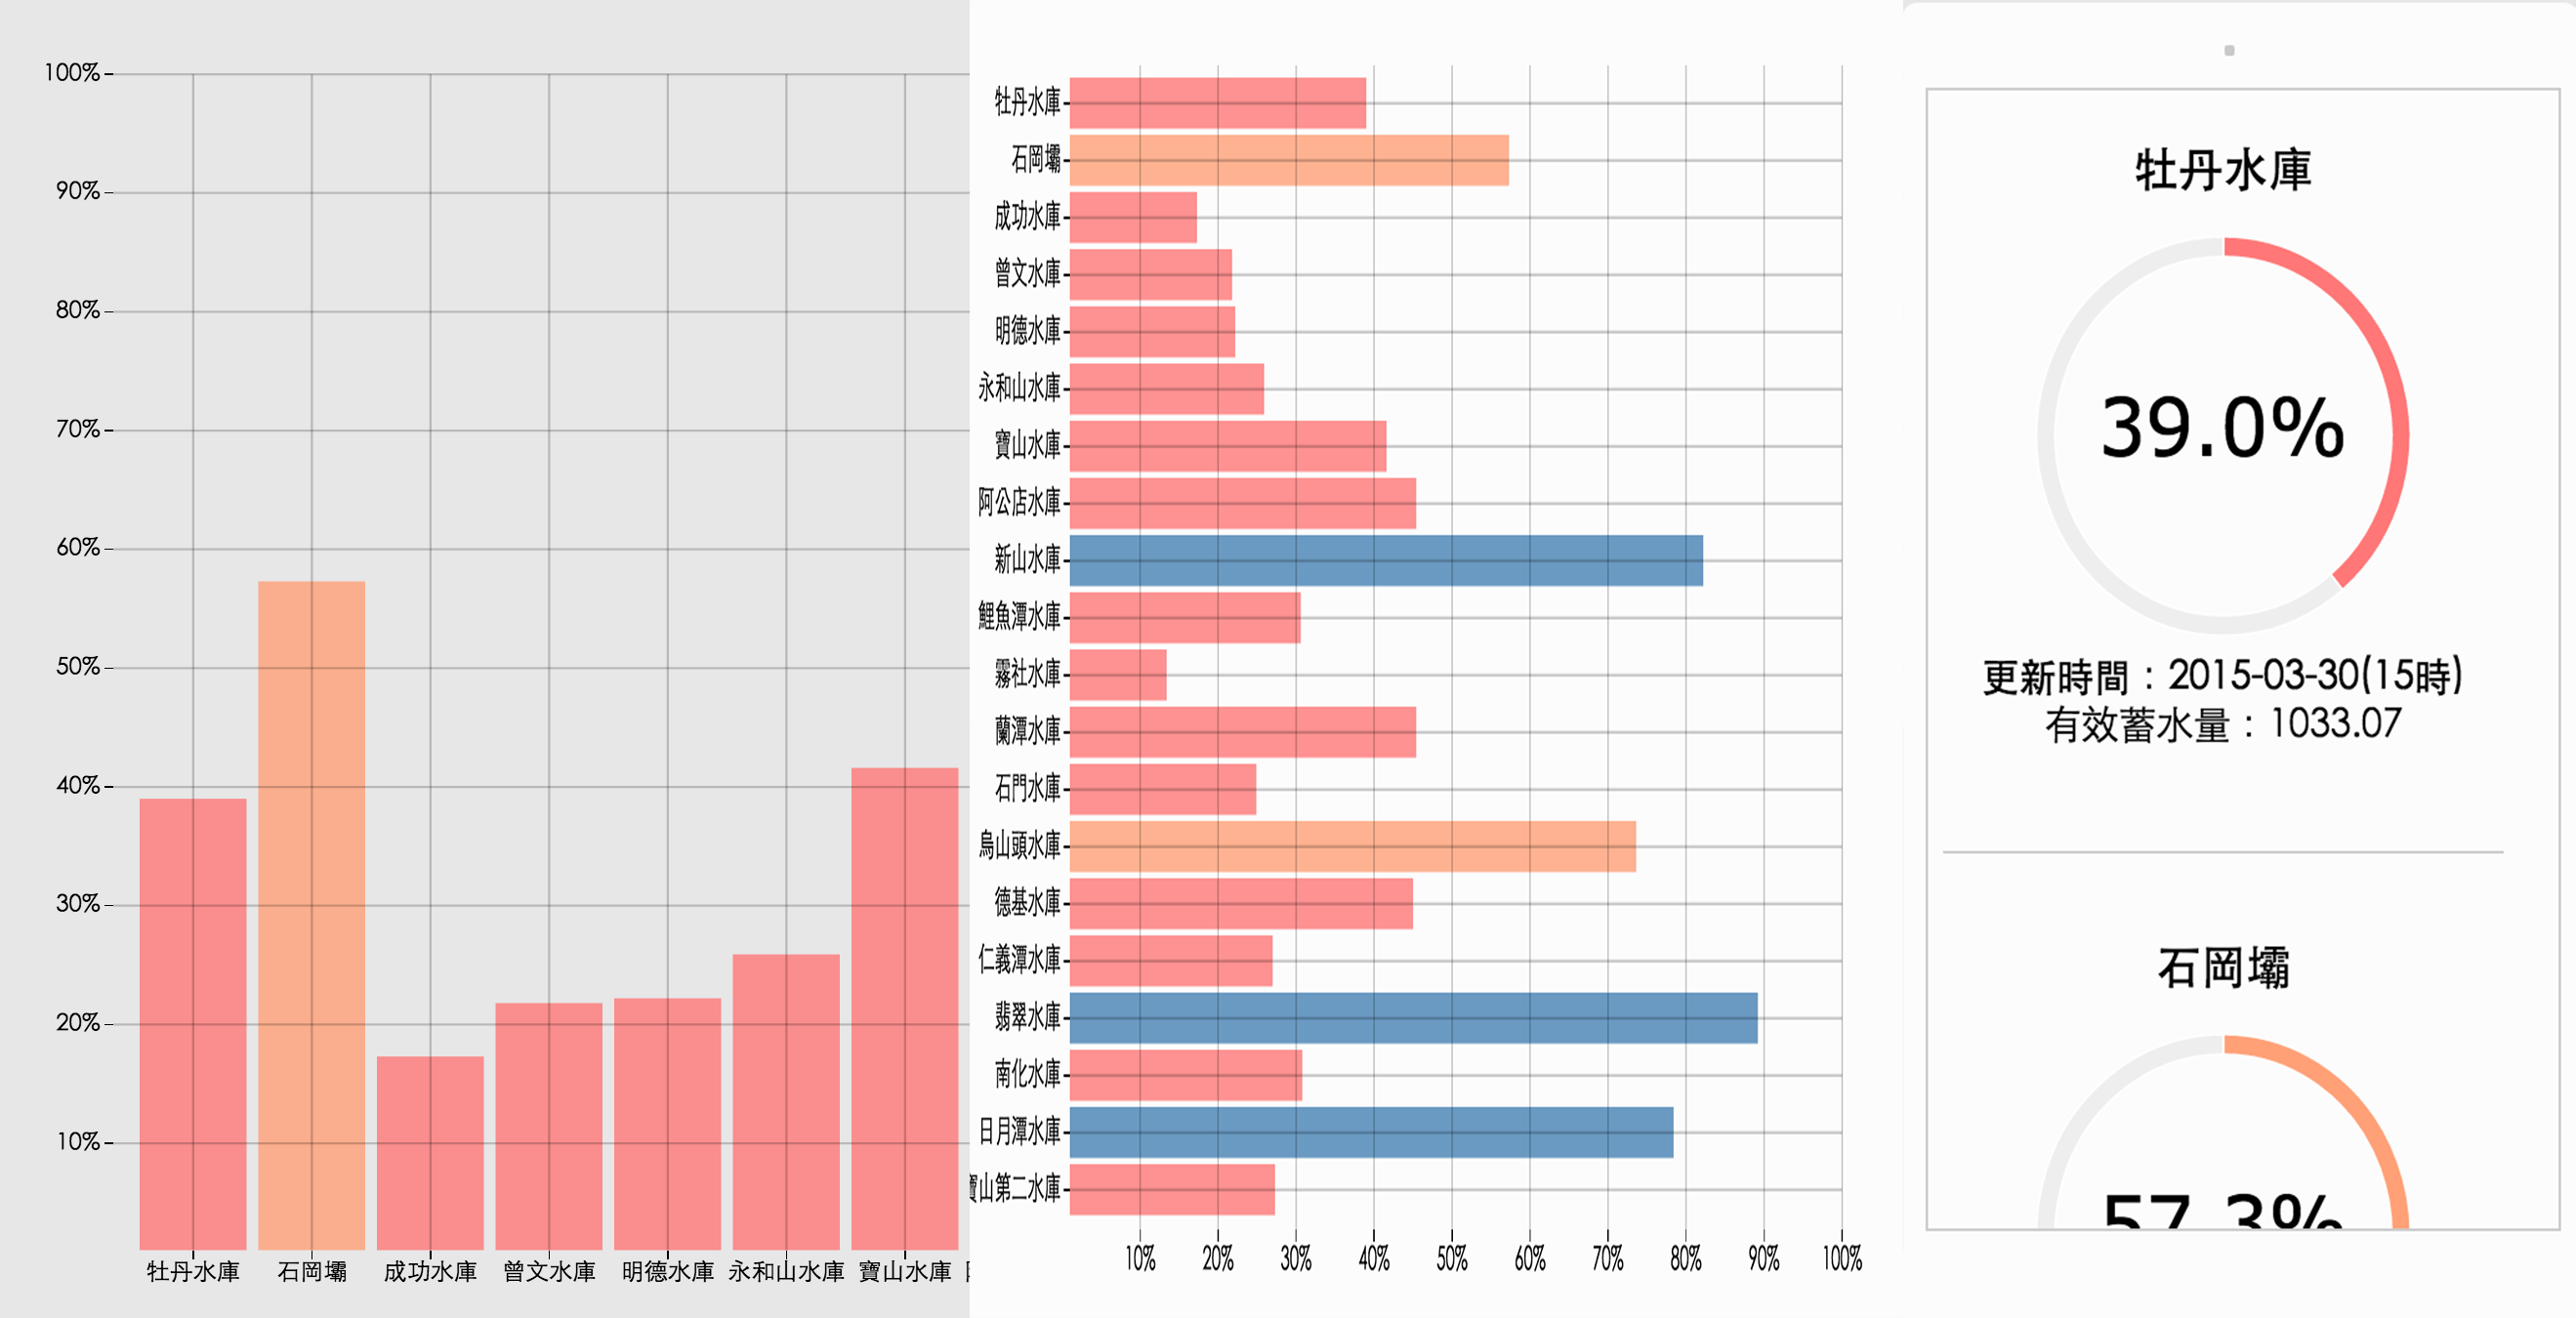 100%
90%
80%
70%
60%
50%
40%
30%
20%
10%
牡丹水庫
石岡壩
成功水庫
曾文水庫
明德水庫
永和山水庫
寶山水庫
牡丹水庫
石岡壩
成功水庫
曾文水庫
明德水庫
永和山水庫
寶山水庫
阿公店水庫
新山水庫
鯉魚潭水庫
霧社水庫
蘭潭水庫
石門水庫
烏山頭水庫
德基水庫
仁義潭水庫
翡翠水庫
南化水庫
日月潭水庫
寶山第二水庫
10%
20%
30%
40%
50%
60%
70%
80%
90%
100%
牡丹水庫
39.0%
更新時間：2015-03-30(15時)
有效蓄水量：1033.07
石岡壩
57.3%